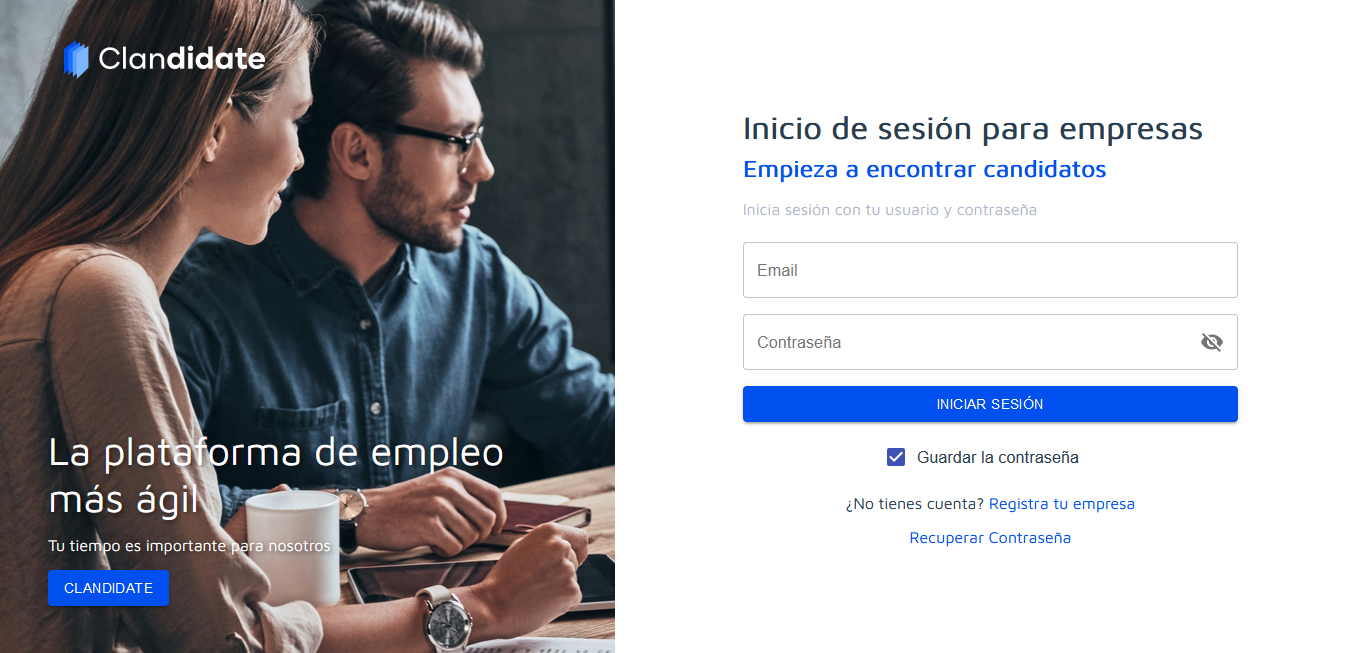 Clandidate
La plataforma de empleo
más ágil
Tu tiempo es importante para nosotros
CLANDIDATE
Inicio de sesión para empresas
Empieza a encontrar candidatos
Inicia sesión con tu usuario y contraseña
Email
Contraseña
INICIAR SESIÓN
Guardar la contraseña
¿No tienes cuenta? Registra tu empresa
Recuperar Contraseña